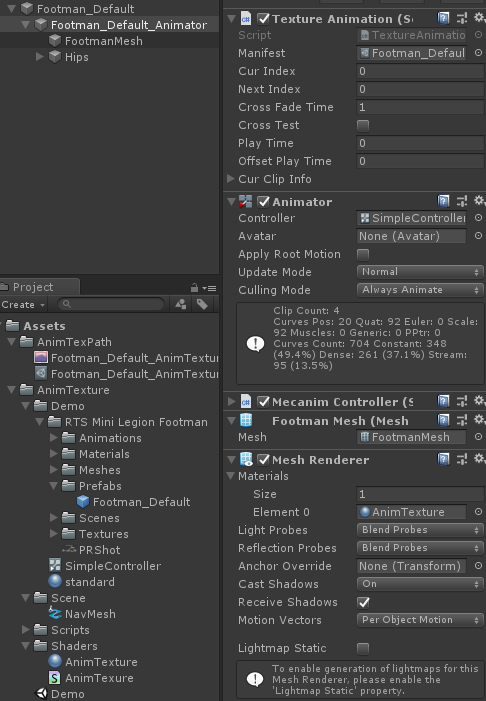 Footman_Default
Footman_Default_Animator
FootmanMesh
Hips
Project
Create
Assets
AnimTexPath
Footman_Default_AnimTextur
Footman_Default_AnimTextur
AnimTexture
Demo
RTS Mini Legion Footman
Animations
Materials
Meshes
Prefabs
Footman_Default
Scenes
Textures
PRShot
SimpleController
standard
Scene
NavMesh
Scripts
Shaders
AnimTexture
AnimTexure
Demo
Texture Animation (S
Script TextureAnimatio
Manifest Footman_Defaul
Cur Index 0
Next Index 0
Cross Fade Time 1
Cross Test
Play Time 0
Offset Play Time 0
Cur Clip Info
Animator
Controller SimpleController
Avatar None (Avatar)
Apply Root Motion
Update Mode Normal
Culling Mode Always Animate
Clip Count: 4
Curves Pos: 20 Quat: 92 Euler: 0 Scale:
92 Muscles: 0 Generic: 0 PPtr: 0
Curves Count: 704 Constant: 348
(49.4%) Dense: 261 (37.1%) Stream:
95 (13.5%)
Mecanim Controller (S
Footman Mesh (Mesh
Mesh FootmanMesh
Mesh Renderer
Materials
Size 1
Element 0 AnimTexture
Light Probes Blend Probes
Reflection Probes Blend Probes
Anchor Override None (Transform)
Cast Shadows On
Receive Shadows
Motion Vectors Per Object Motion
Lightmap Static
To enable generation of lightmaps for this
Mesh Renderer, please enable the
'Lightmap Static' property.